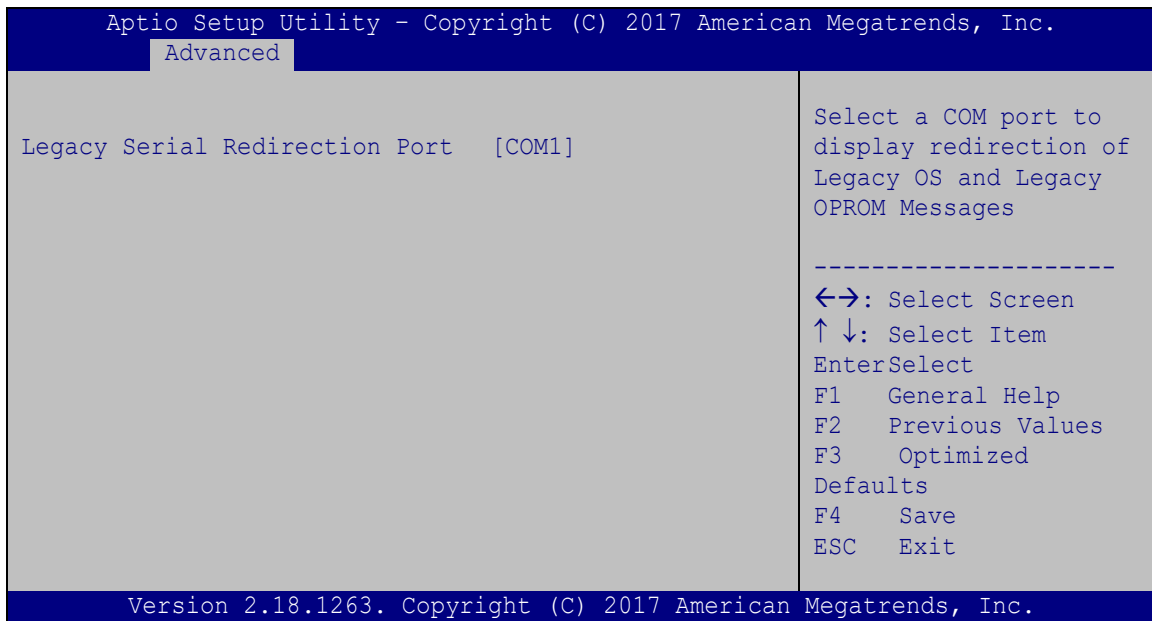 Aptio Setup Utility – Copyright (C) 2017 American Megatrends, Inc.
Advanced
Legacy Serial Redirection Port [COM1]
Select a COM port to
display redirection of
Legacy OS and Legacy
OPROM Messages
---------------------
←→: Select Screen
↑ ↓: Select Item
EnterSelect
F1 General Help
F2 Previous Values
F3 Optimized
Defaults
F4 Save
ESC Exit
Version 2.18.1263. Copyright (C) 2017 American Megatrends, Inc.